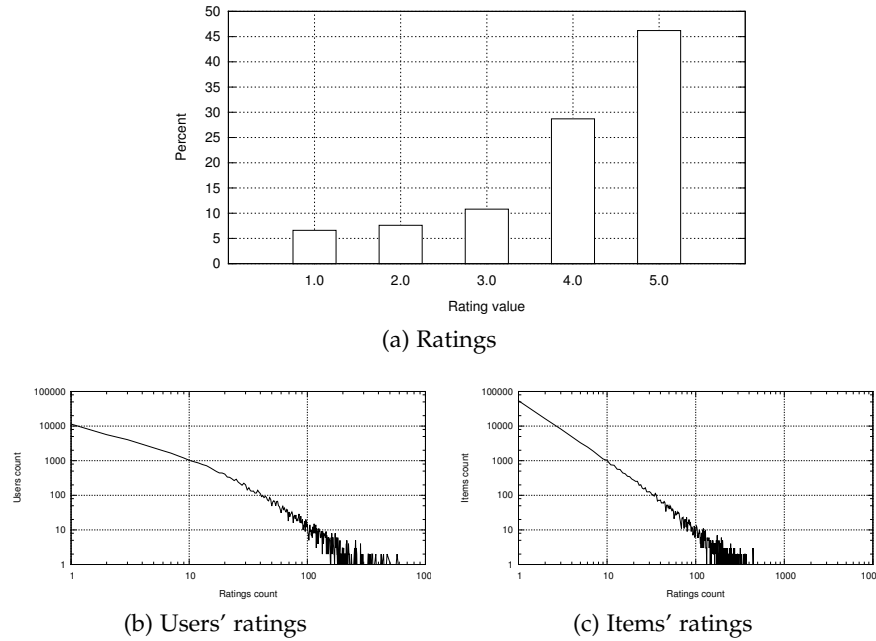 50
45
40
35
30
25
20
15
10
5
0
Percent
1.0 2.0 3.0 4.0 5.0
Rating value
(a) Ratings
100000
10000
1000
100
10
1
Users count
1 10 100 100
Ratings count
(b) Users' ratings
100000
10000
1000
100
10
1
Items count
1 10 100 1000 100
Ratings count
(c) Items' ratings